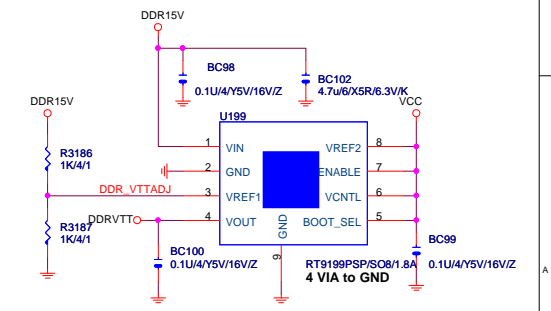 DDR15V
BC98
0.1U/4/Y5V/16V/Z
BC102
4.7u/6/X5R/6.3V/K
DDR15V
VCC
U199
R3186
1K/4/1
1
VIN
VREF2
8
2
GND
ENABLE
7
DDR_VTTADJ
3
VREF1
VCNTL
6
R3187
1K/4/1
DDRVTT
4
VOUT
BOOT_SEL
5
GND
9
BC100
0.1U/4/Y5V/16V/Z
RT9199PSP/SO8/1.8A
4 VIA to GND
BC99
0.1U/4/Y5V/16V/Z
A